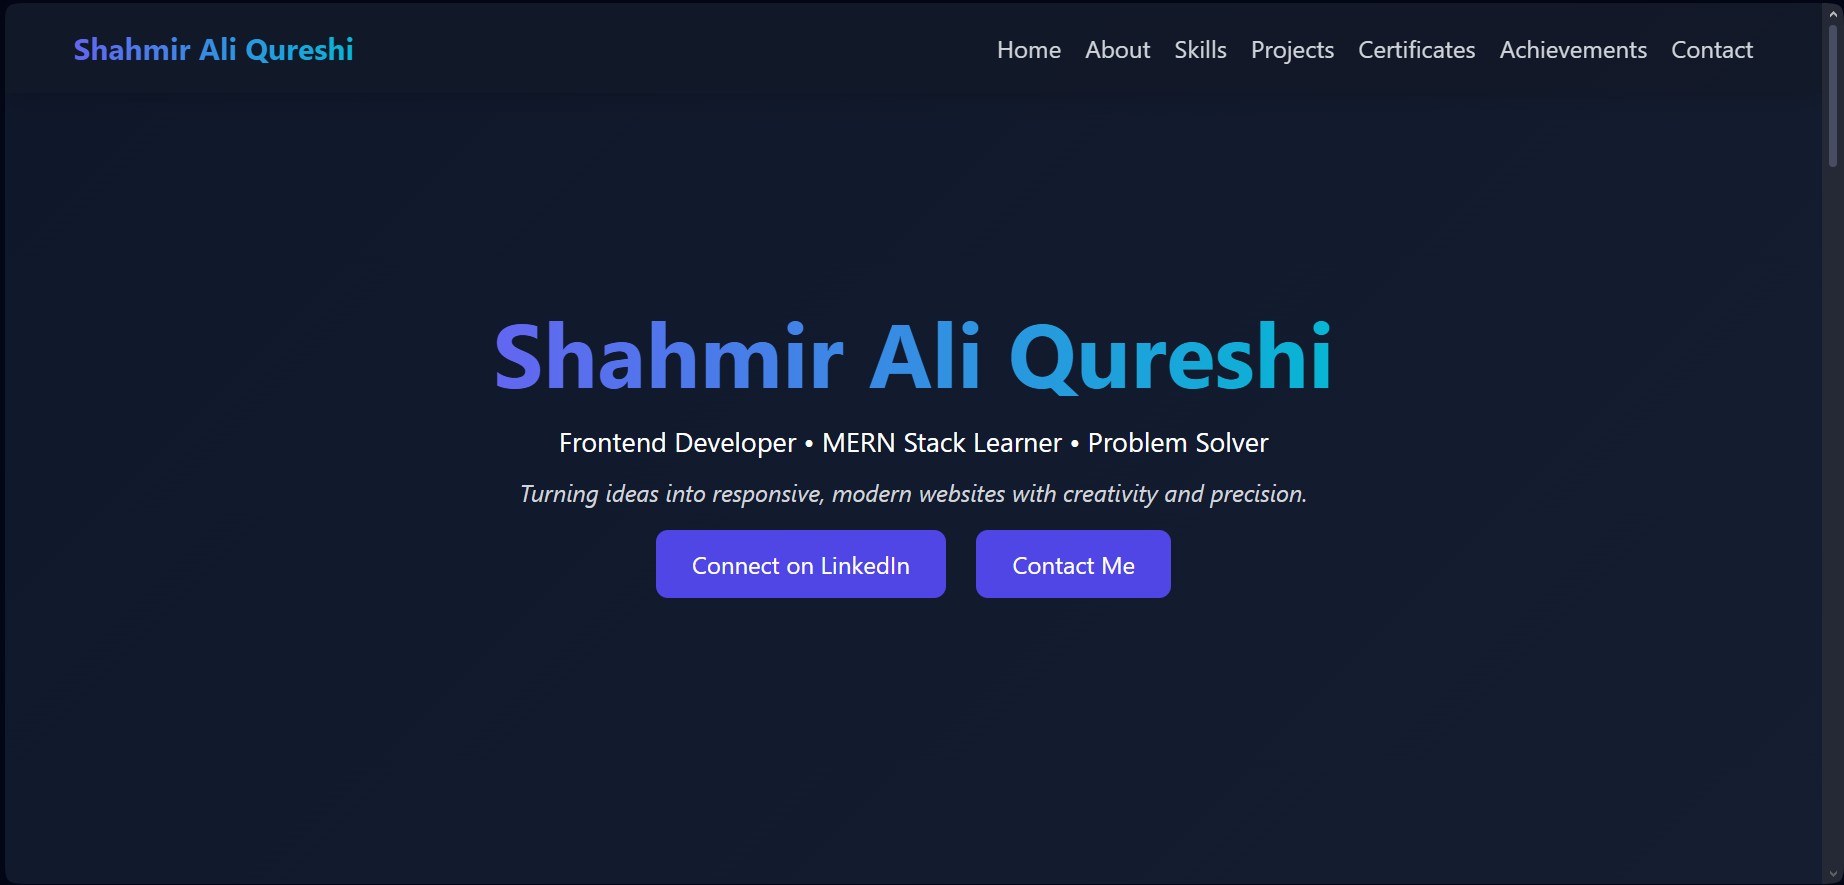 Shahmir Ali Qureshi
Home About Skills Projects Certificates Achievements Contact
Shahmir Ali Qureshi
Frontend Developer • MERN Stack Learner • Problem Solver
Turning ideas into responsive, modern websites with creativity and precision.
Connect on LinkedIn
Contact Me